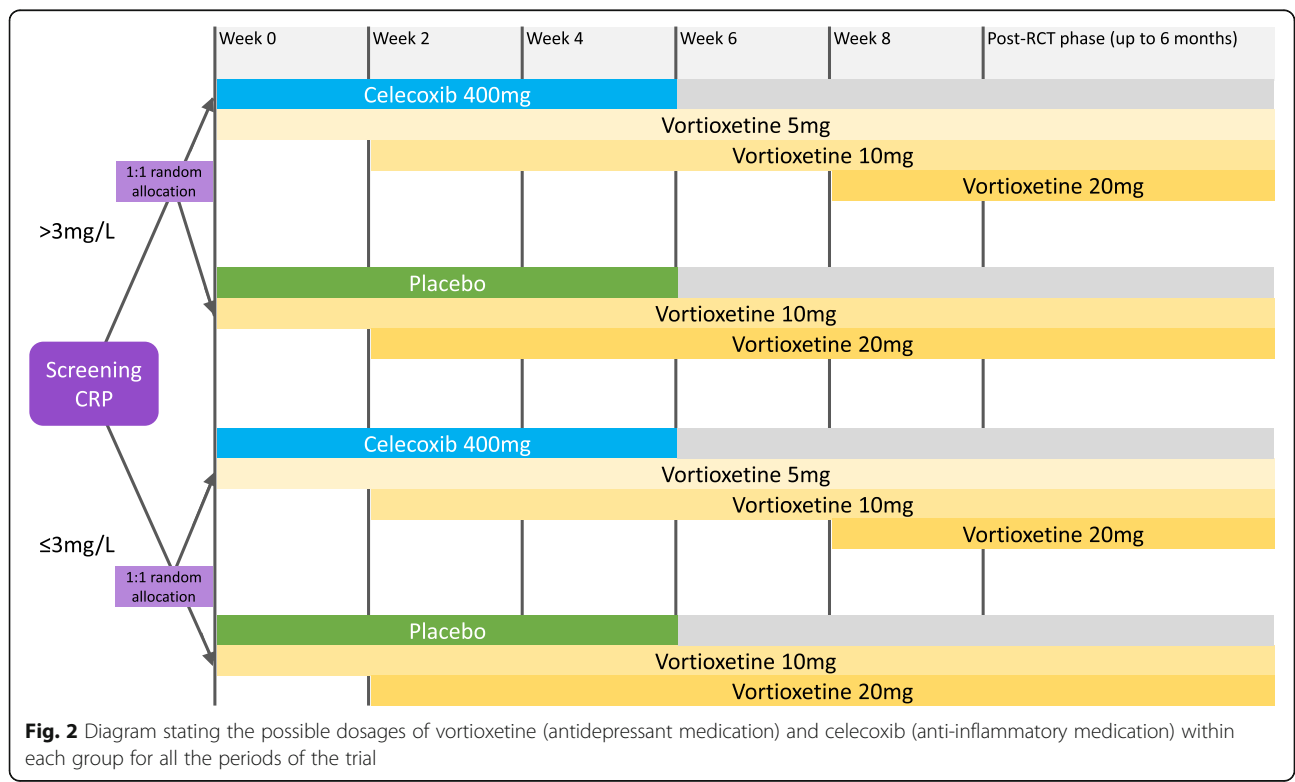 Week 0
Week 2
Week 4
Week 6
Week 8
Post-RCT phase (up to 6 months)
Celecoxib 400mg
Vortioxetine 5mg
Vortioxetine 10mg
Vortioxetine 20mg
1:1 random
allocation
>3mg/L
Placebo
Vortioxetine 10mg
Vortioxetine 20mg
Screening
CRP
Celecoxib 400mg
Vortioxetine 5mg
Vortioxetine 10mg
Vortioxetine 20mg
≤3mg/L
1:1 random
allocation
Placebo
Vortioxetine 10mg
Vortioxetine 20mg
Fig. 2 Diagram stating the possible dosages of vortioxetine (antidepressant medication) and celecoxib (anti-inflammatory medication) within
each group for all the periods of the trial